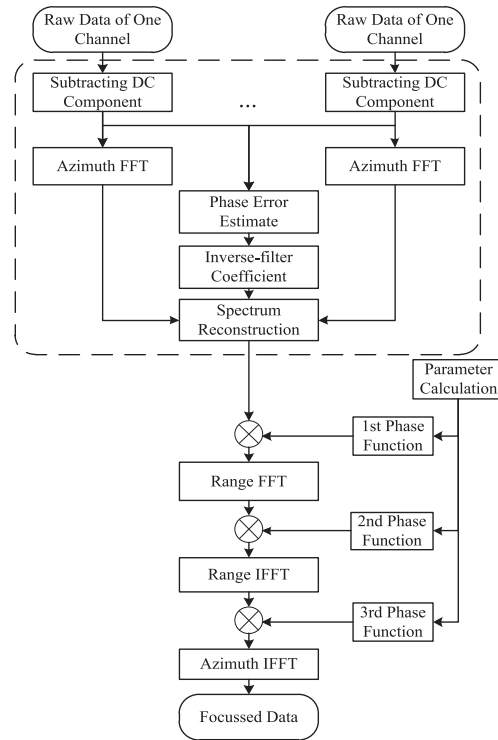 Raw Data of One
Channel
Raw Data of One
Channel
Subtracting DC
Component
...
Subtracting DC
Component
Azimuth FFT
Azimuth FFT
Phase Error
Estimate
Inverse-filter
Coefficient
Spectrum
Reconstruction
Parameter
Calculation
1st Phase
Function
Range FFT
2nd Phase
Function
Range IFFT
3rd Phase
Function
Azimuth IFFT
Focussed Data